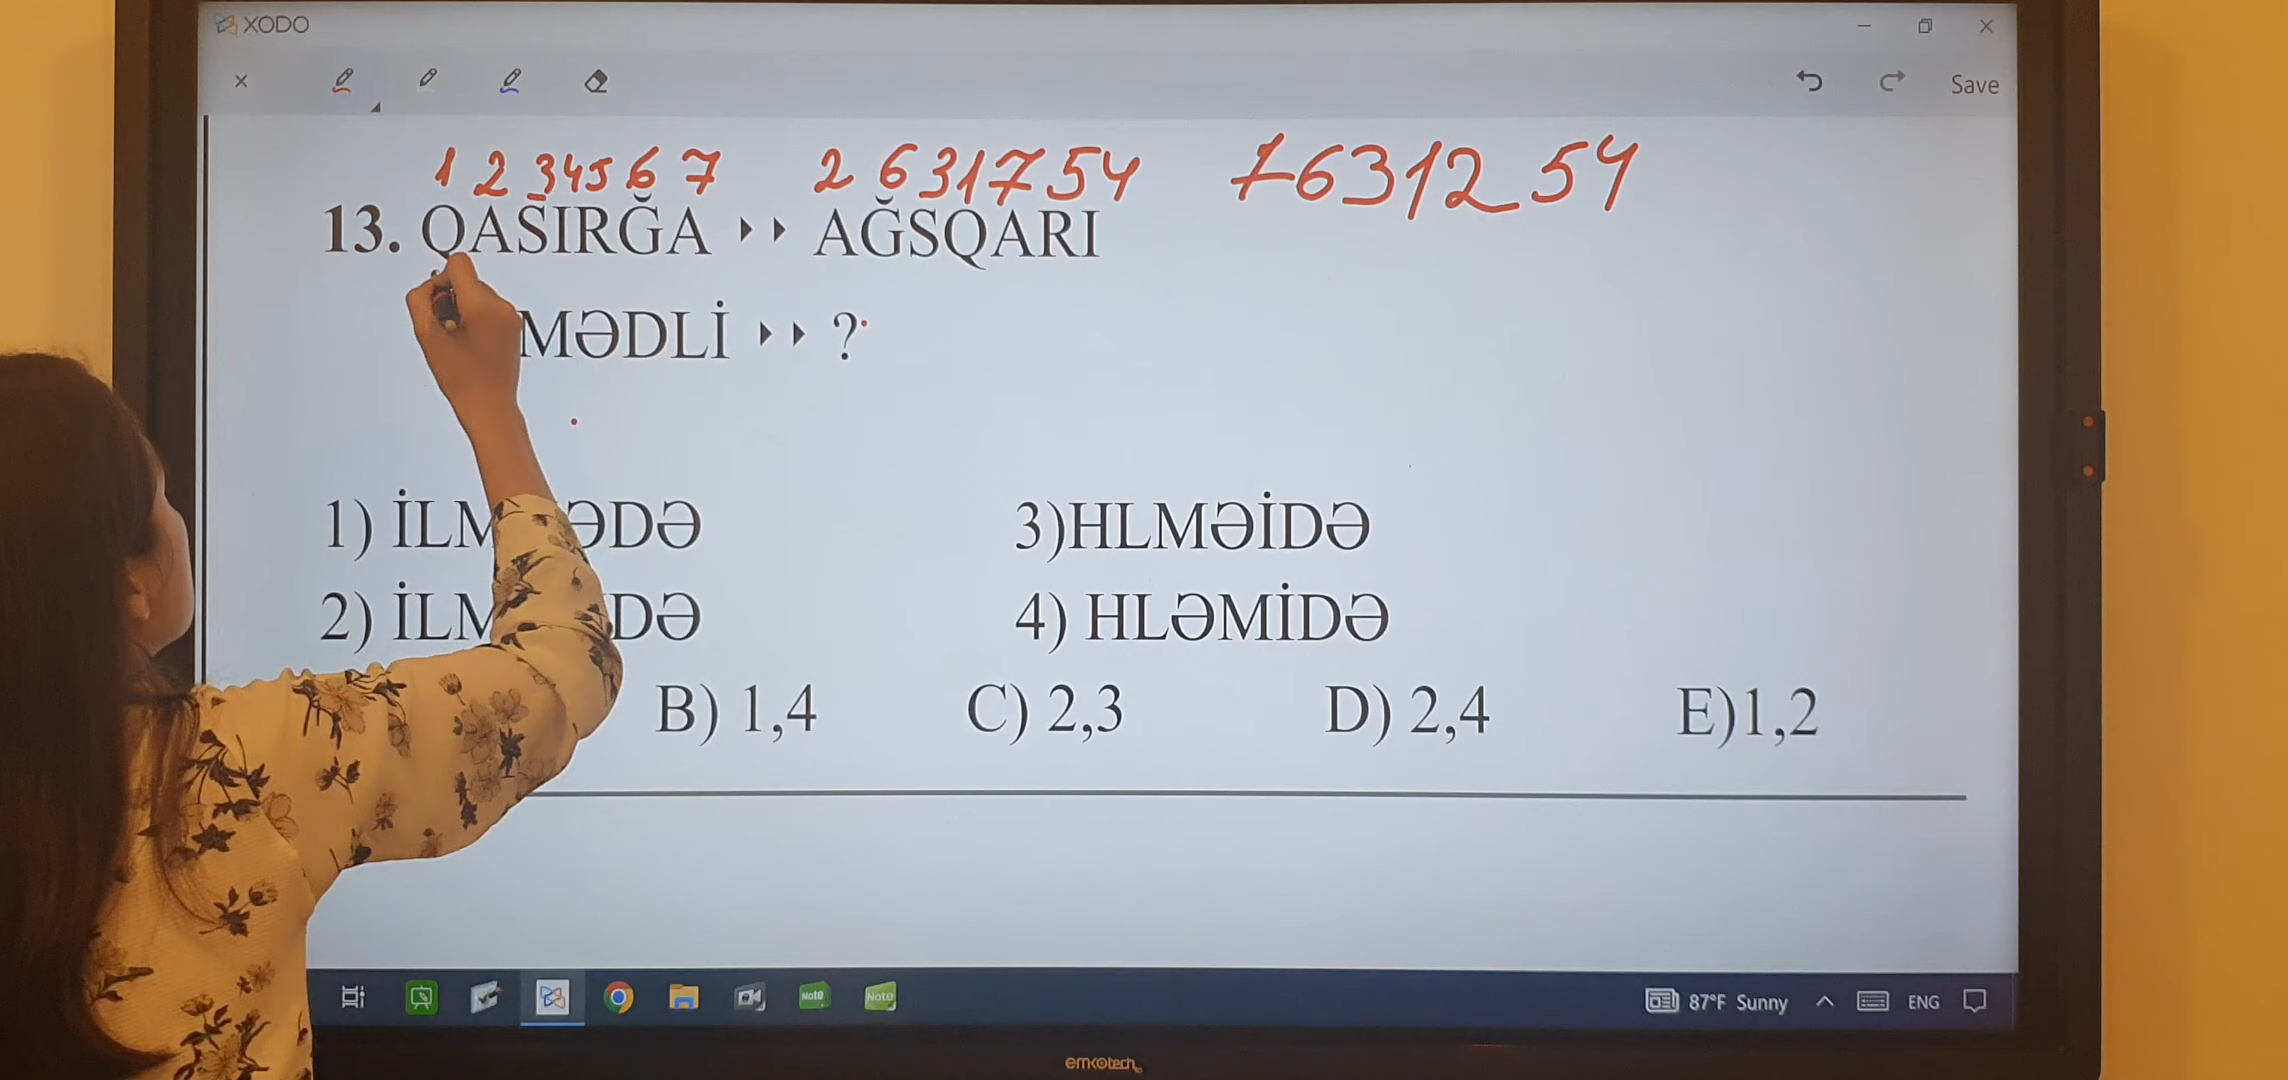 XODO
Save
1 2 3 4 5 6 7 2 6 3 1 7 5 4 7 6 3 1 2 5 4
13. QASIRĞA ‣‣ AĞSQARI
MƏDLİ ‣‣ ?
1) İLM ƏDƏ 3)HLMƏİDƏ
2) İLM DƏ 4) HLƏMİDƏ
B) 1,4 C) 2,3 D) 2,4 E)1,2
Note Note 87°F Sunny ENG
emkotech